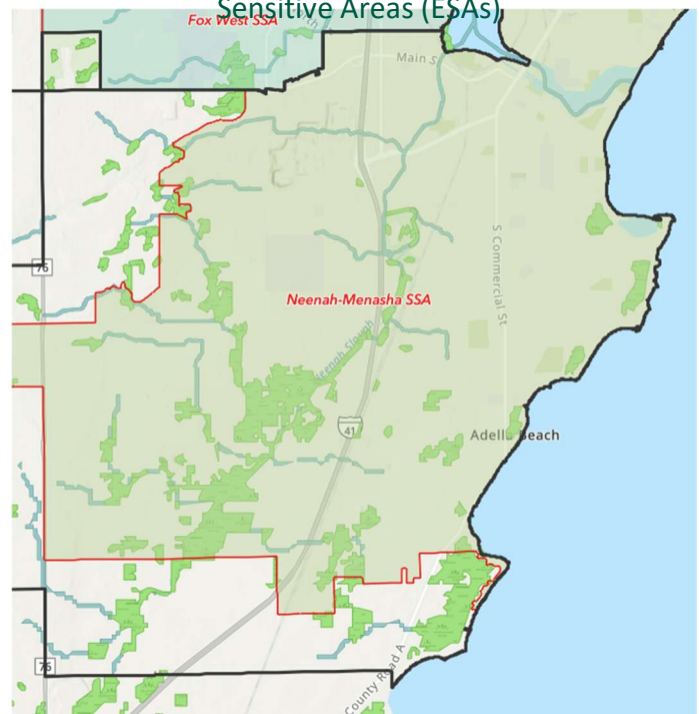 Sensitive Areas (ESAs)
Fox West SSA
Main S
76
S Commercial St
Neenah-Menasha SSA
Neenah Slough
41
Adella Beach
76
County Road A